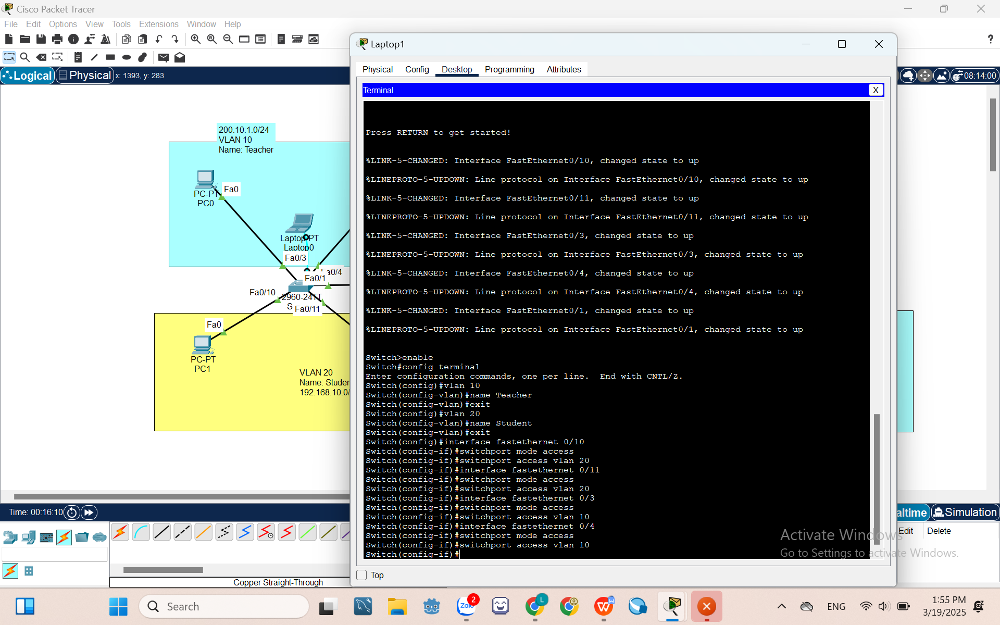 Cisco Packet Tracer
File Edit Options View Tools Extensions Window Help
Logical Physical x: 1393, y: 283
08:14:00
200.10.1.0/24
VLAN 10
Name: Teacher
Fa0
PC-PT
PC0
Laptop-PT
Laptop0
Fa0/3
Fa0/4
Fa0/1
Fa0/10
2960-24TT
S
Fa0/11
Fa0
PC-PT
PC1
VLAN 20
Name: Studen
192.168.10.0/
Time: 00:16:10
Copper Straight-Through
Laptop1
Physical Config Desktop Programming Attributes
Terminal
X
Press RETURN to get started!
%LINK-5-CHANGED: Interface FastEthernet0/10, changed state to up
%LINEPROTO-5-UPDOWN: Line protocol on Interface FastEthernet0/10, changed state to up
%LINK-5-CHANGED: Interface FastEthernet0/11, changed state to up
%LINEPROTO-5-UPDOWN: Line protocol on Interface FastEthernet0/11, changed state to up
%LINK-5-CHANGED: Interface FastEthernet0/3, changed state to up
%LINEPROTO-5-UPDOWN: Line protocol on Interface FastEthernet0/3, changed state to up
%LINK-5-CHANGED: Interface FastEthernet0/4, changed state to up
%LINEPROTO-5-UPDOWN: Line protocol on Interface FastEthernet0/4, changed state to up
%LINK-5-CHANGED: Interface FastEthernet0/1, changed state to up
%LINEPROTO-5-UPDOWN: Line protocol on Interface FastEthernet0/1, changed state to up
Switch>enable
Switch#config terminal
Enter configuration commands, one per line. End with CNTL/Z.
Switch(config)#vlan 10
Switch(config-vlan)#name Teacher
Switch(config-vlan)#exit
Switch(config)#vlan 20
Switch(config-vlan)#name Student
Switch(config-vlan)#exit
Switch(config)#interface fastethernet 0/10
Switch(config-if)#switchport mode access
Switch(config-if)#switchport access vlan 20
Switch(config-if)#interface fastethernet 0/11
Switch(config-if)#switchport mode access
Switch(config-if)#switchport access vlan 20
Switch(config-if)#interface fastethernet 0/3
Switch(config-if)#switchport mode access
Switch(config-if)#switchport access vlan 10
Switch(config-if)#interface fastethernet 0/4
Switch(config-if)#switchport mode access
Switch(config-if)#switchport access vlan 10
Switch(config-if)#
Top
altime Simulation
Edit Delete
Activate Windows
Go to Settings to activate Windows.
Search
Zalo
2
L
W
ENG
1:55 PM
3/19/2025